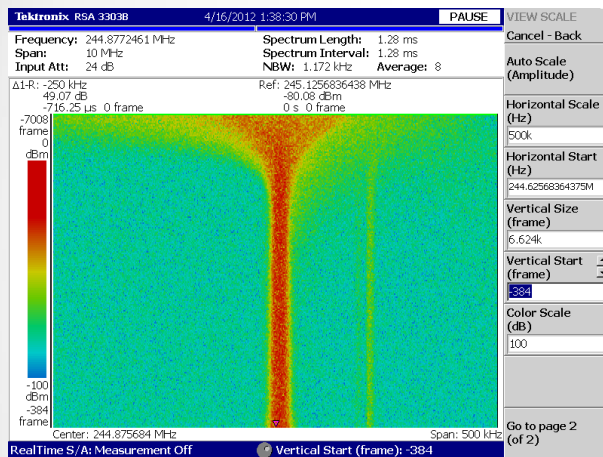 Tektronix RSA 3303B 4/16/2012 1:38:30 PM PAUSE
Frequency: 244.8772461 MHz Spectrum Length: 1.28 ms
Span: 10 MHz Spectrum Interval: 1.28 ms
Input Att: 24 dB NBW: 1.172 kHz Average: 8
Δ1-R: -250 kHz Ref: 245.1256836438 MHz
49.07 dB -80.08 dBm
-716.25 µs 0 frame 0 s 0 frame
-7008
frame
0
dBm
-100
dBm
-384
frame
Center: 244.875684 MHz Span: 500 kHz
RealTime S/A: Measurement Off Vertical Start (frame): -384
VIEW SCALE
Cancel - Back
Auto Scale
(Amplitude)
Horizontal Scale
(Hz)
500k
Horizontal Start
(Hz)
244.62568364375M
Vertical Size
(frame)
6.624k
Vertical Start
(frame)
-384
Color Scale
(dB)
100
Go to page 2
(of 2)